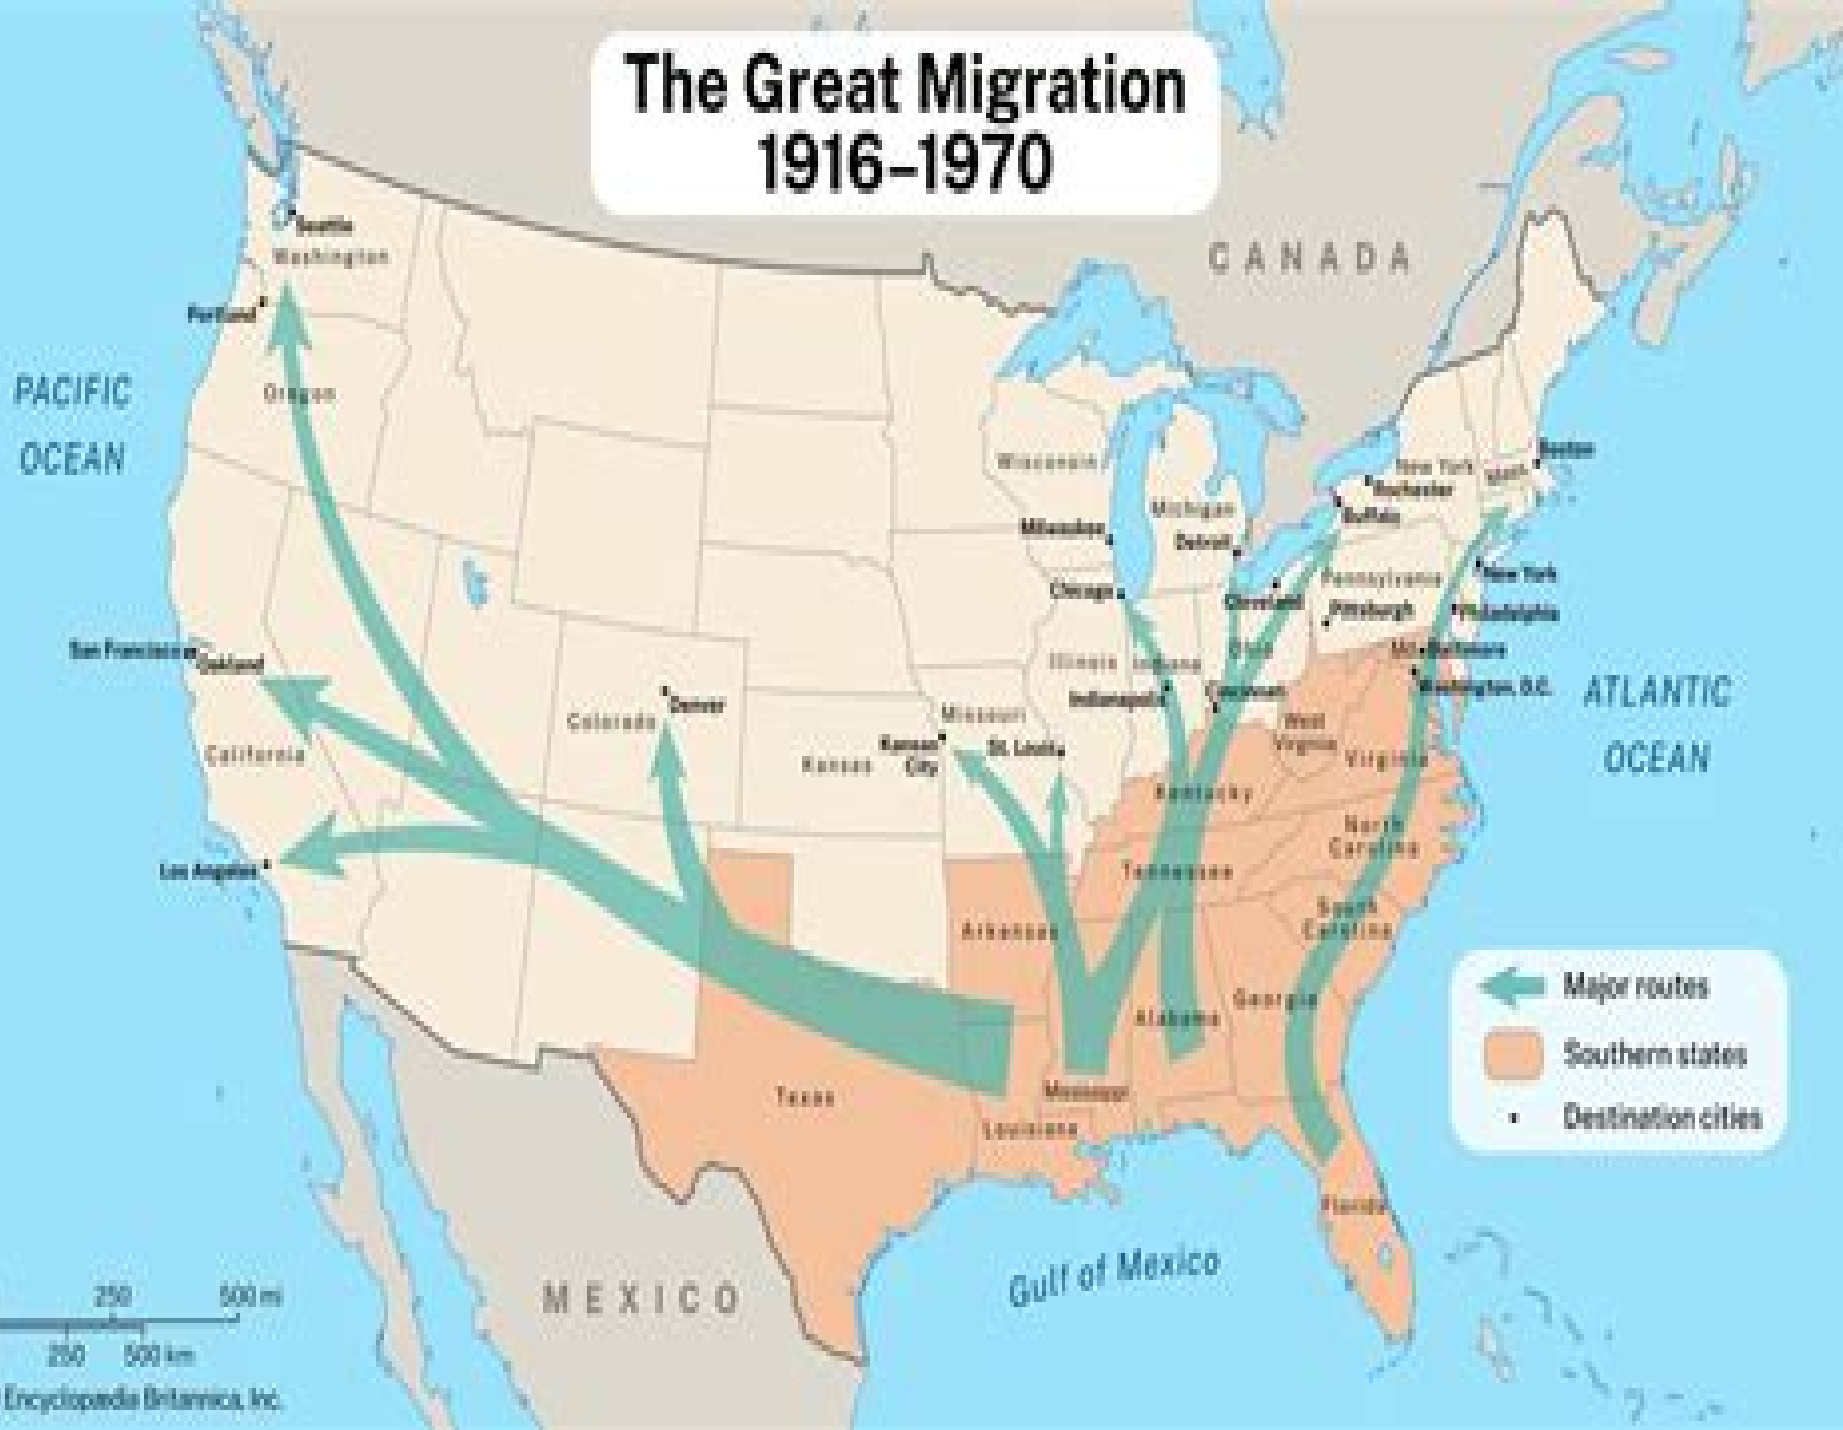 The Great Migration
1916–1970
CANADA
Seattle
Washington
Portland
Oregon
PACIFIC
OCEAN
San Francisco
Oakland
California
Los Angeles
Colorado
Denver
Kansas
Kansas
City
Missouri
St. Louis
Wisconsin
Milwaukee
Chicago
Illinois
Indiana
Indianapolis
Michigan
Detroit
Cleveland
Ohio
Cincinnati
New York
Rochester
Buffalo
Mass.
Boston
Pennsylvania
Pittsburgh
New York
Philadelphia
Md.
Baltimore
Washington, D.C.
West
Virginia
Virginia
Kentucky
Tennessee
North
Carolina
South
Carolina
Arkansas
Mississippi
Alabama
Georgia
Texas
Louisiana
Florida
ATLANTIC
OCEAN
Major routes
Southern states
Destination cities
Gulf of Mexico
MEXICO
250
500 mi
250
500 km
Encyclopædia Britannica, Inc.